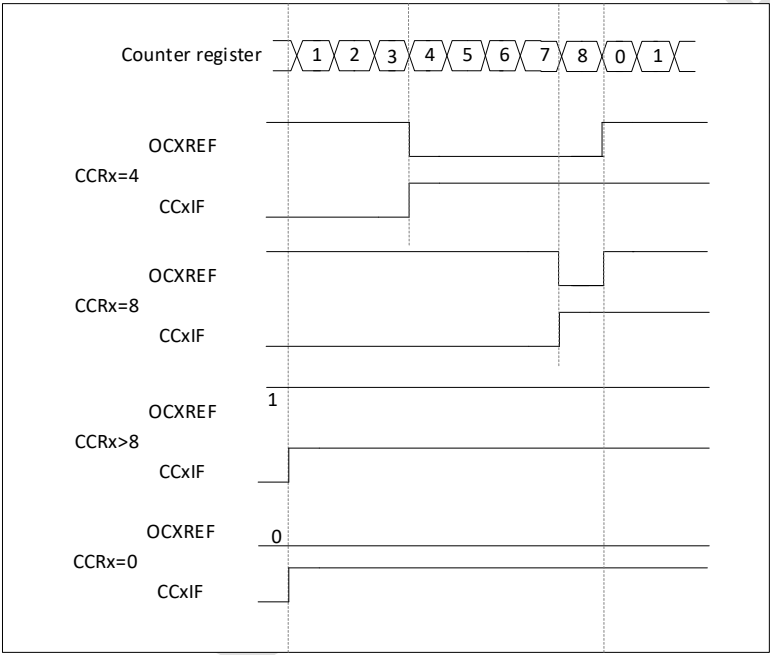 Counter register 1 2 3 4 5 6 7 8 0 1
OCXREF
CCRx=4
CCxIF
OCXREF
CCRx=8
CCxIF
1
OCXREF
CCRx>8
CCxIF
OCXREF 0
CCRx=0
CCxIF